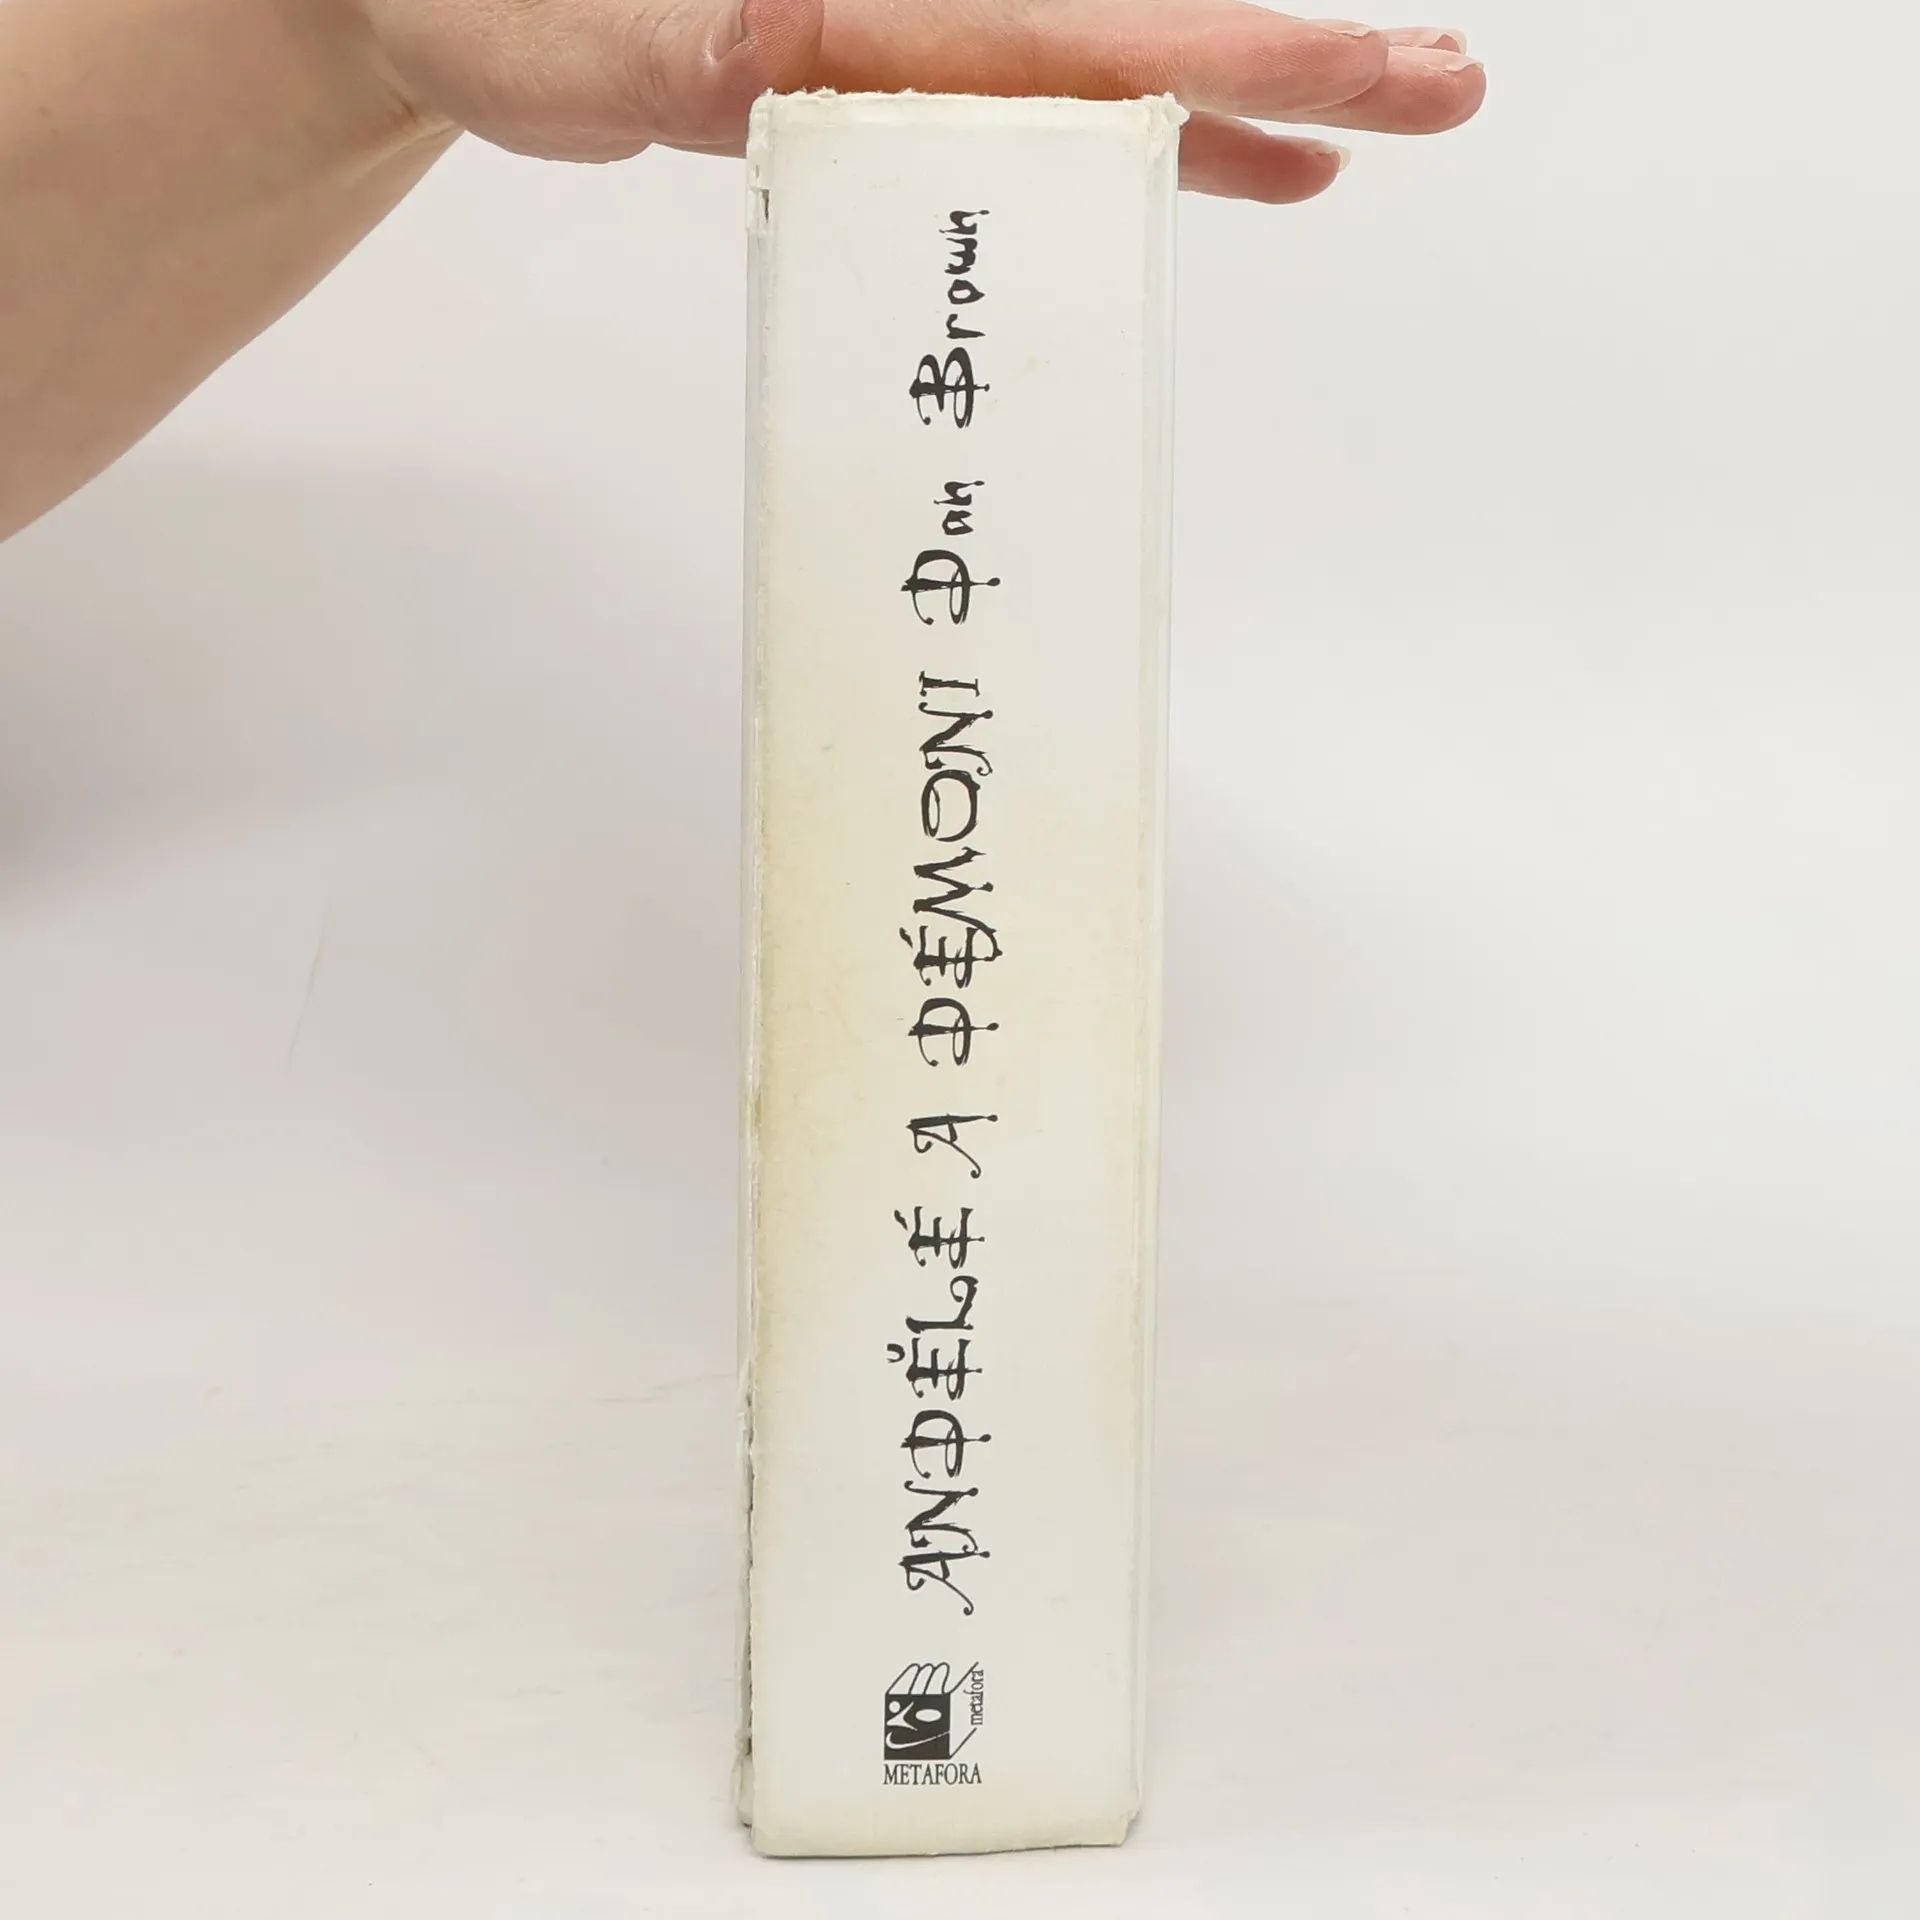 ANDĚLÉ A DÉMONI Dan Brown
metafora
METAFORA